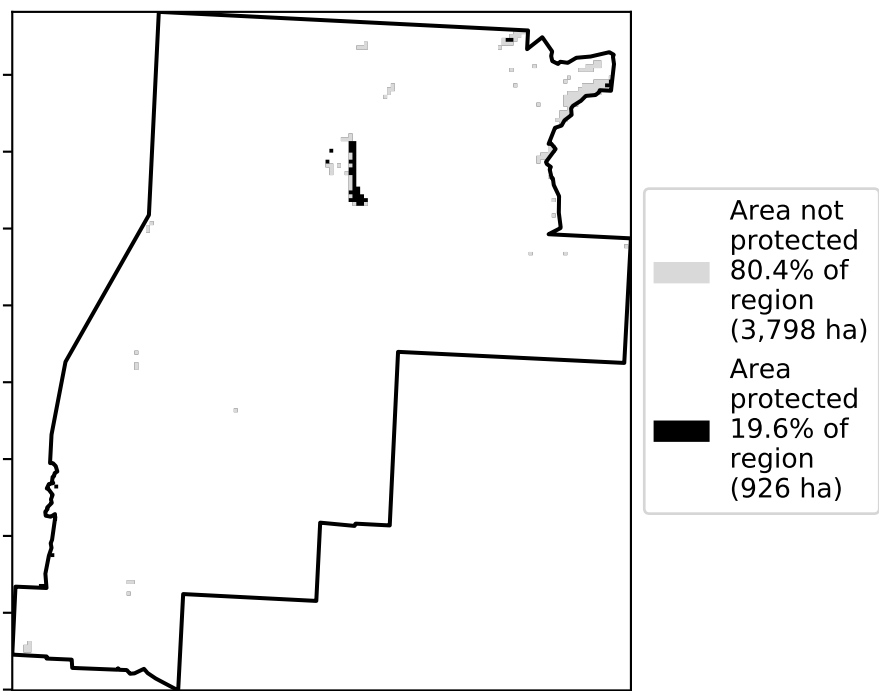 Area not
protected
80.4% of
region
(3,798 ha)
Area
protected
19.6% of
region
(926 ha)